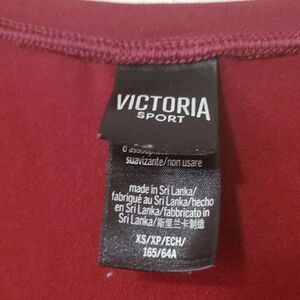 VICTORIA
SPORT
d'assouplissant
suavizante/non usare
made in Sri Lanka/
fabriqué au Sri Lanka/hecho
en Sri Lanka/fabbricato in
Sri Lanka/斯里兰卡制造
XS/XP/ECH/
165/64A